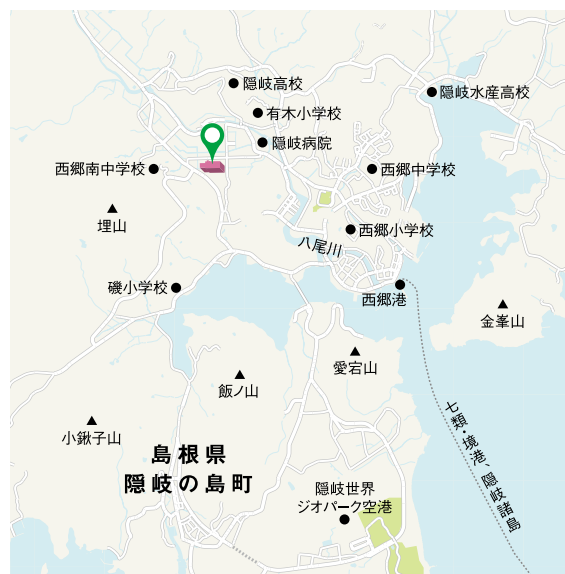 隠岐高校
隠岐水産高校
有木小学校
隠岐病院
西郷南中学校
西郷中学校
埋山
西郷小学校
八尾川
磯小学校
西郷港
金峯山
愛宕山
飯ノ山
七類・境港、隠岐諸島
小鍬子山
島根県
隠岐の島町
隠岐世界
ジオパーク空港